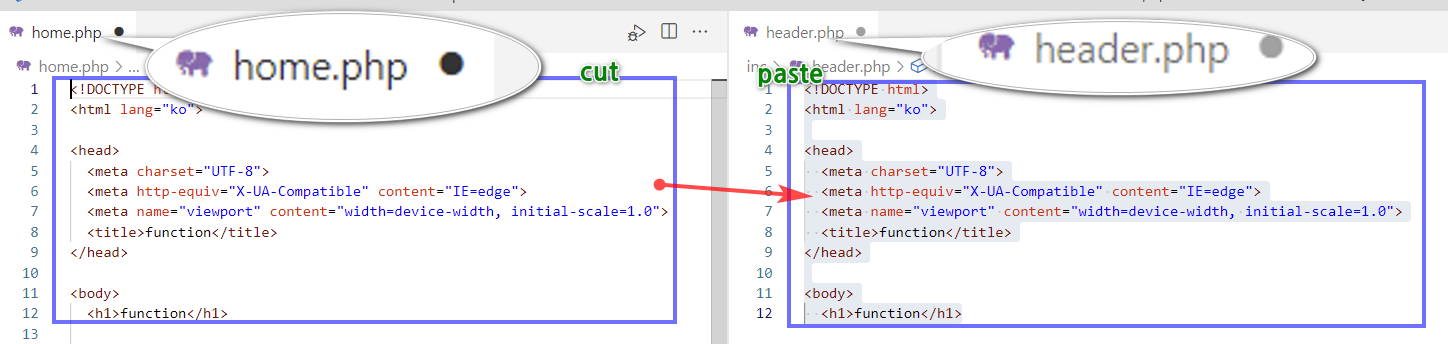 home.php
home.php > ...
home.php
cut
1 <!DOCTYPE h
2 <html lang="ko">
3
4 <head>
5 <meta charset="UTF-8">
6 <meta http-equiv="X-UA-Compatible" content="IE=edge">
7 <meta name="viewport" content="width=device-width, initial-scale=1.0">
8 <title>function</title>
9 </head>
10
11 <body>
12 <h1>function</h1>
13
header.php
inc
header.php >
header.php
paste
1 <!DOCTYPE html>
2 <html lang="ko">
3
4 <head>
5 <meta charset="UTF-8">
6 <meta http-equiv="X-UA-Compatible" content="IE=edge">
7 <meta name="viewport" content="width=device-width, initial-scale=1.0">
8 <title>function</title>
9 </head>
10
11 <body>
12 <h1>function</h1>